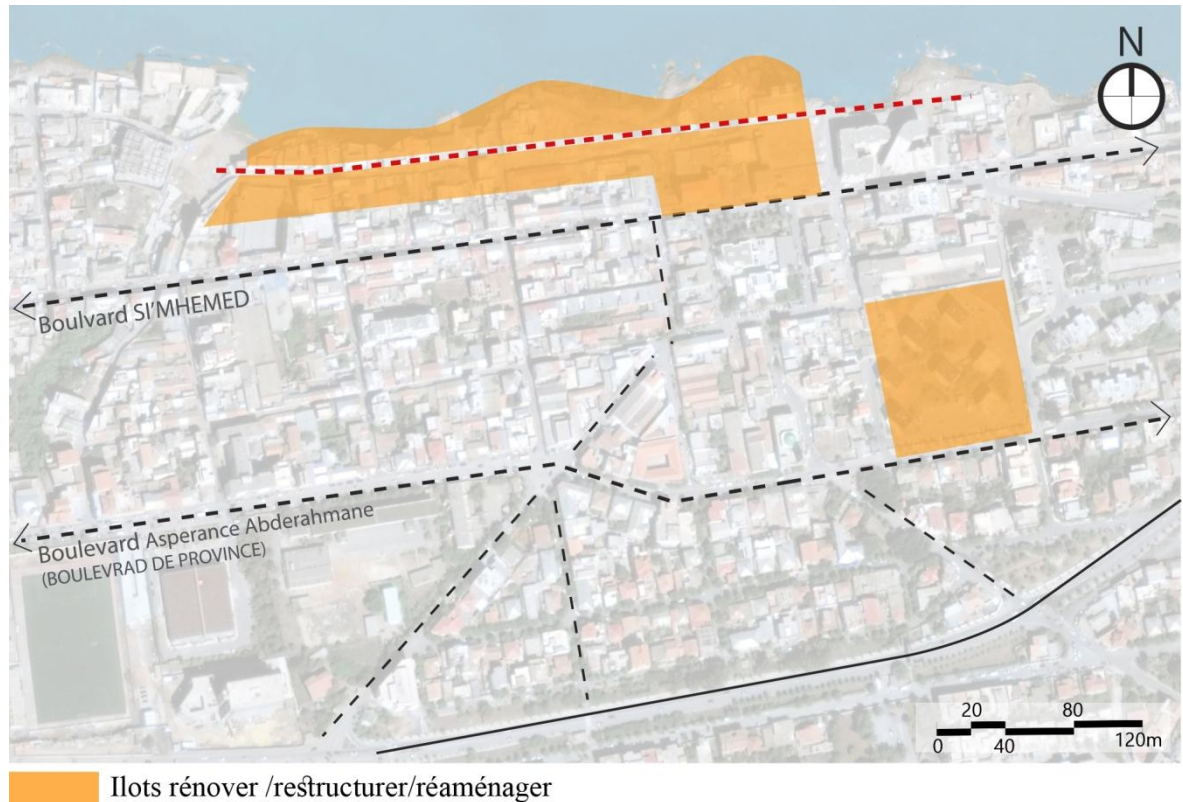 N
Boulvard SI'MHEMED
Boulevard Asperance Abderahmane
(BOULEVRAD DE PROVINCE)
20 80
0 40 120m
Ilots rénover /restructurer/réaménager